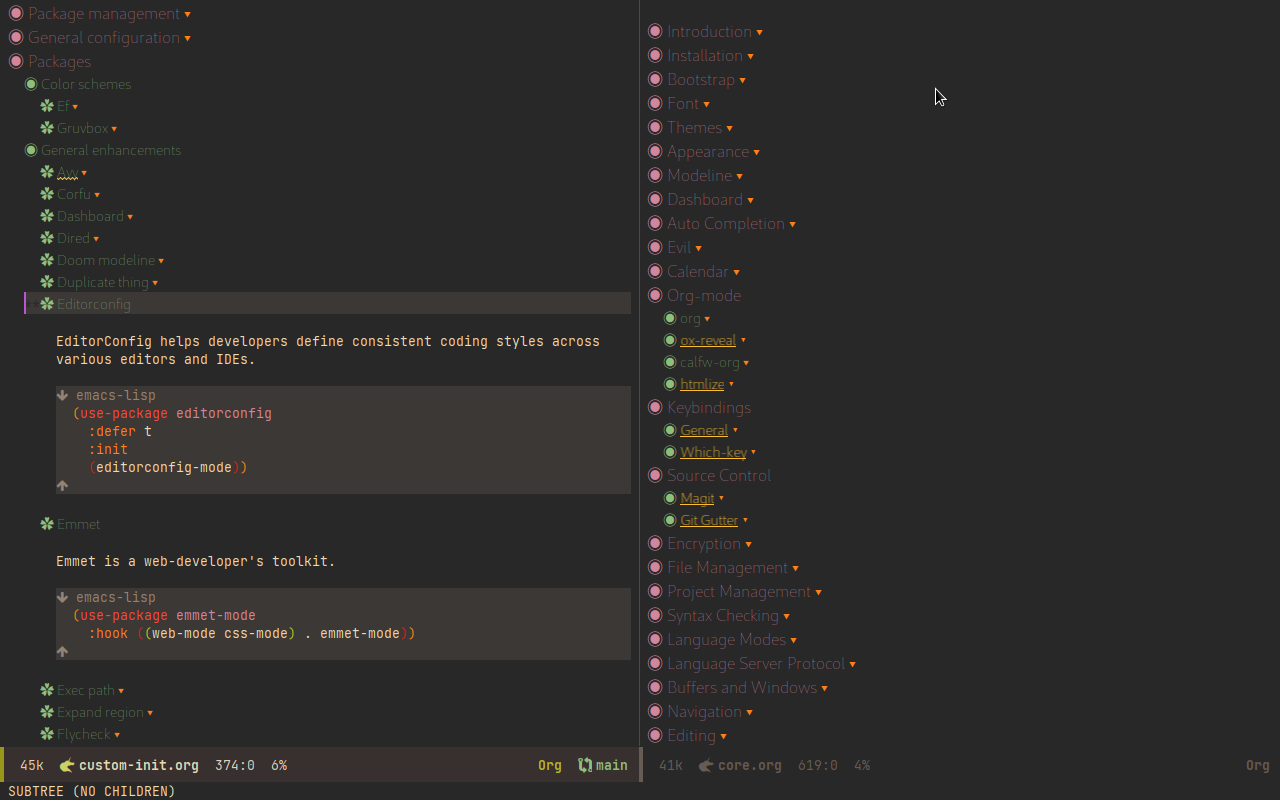 Package management ▾
General configuration ▾
Packages
Color schemes
Ef ▾
Gruvbox ▾
General enhancements
Avy ▾
Corfu ▾
Dashboard ▾
Dired ▾
Doom modeline ▾
Duplicate thing ▾
Editorconfig
EditorConfig helps developers define consistent coding styles across
various editors and IDEs.
emacs-lisp
(use-package editorconfig
:defer t
:init
(editorconfig-mode))
Emmet
Emmet is a web-developer's toolkit.
emacs-lisp
(use-package emmet-mode
:hook ((web-mode css-mode) . emmet-mode))
Exec path ▾
Expand region ▾
Flycheck ▾
45k custom-init.org 374:0 6% Org main
Introduction ▾
Installation ▾
Bootstrap ▾
Font ▾
Themes ▾
Appearance ▾
Modeline ▾
Dashboard ▾
Auto Completion ▾
Evil ▾
Calendar ▾
Org-mode
org ▾
ox-reveal ▾
calfw-org ▾
htmlize ▾
Keybindings
General ▾
Which-key ▾
Source Control
Magit ▾
Git Gutter ▾
Encryption ▾
File Management ▾
Project Management ▾
Syntax Checking ▾
Language Modes ▾
Language Server Protocol ▾
Buffers and Windows ▾
Navigation ▾
Editing ▾
41k core.org 619:0 4% Org
SUBTREE (NO CHILDREN)